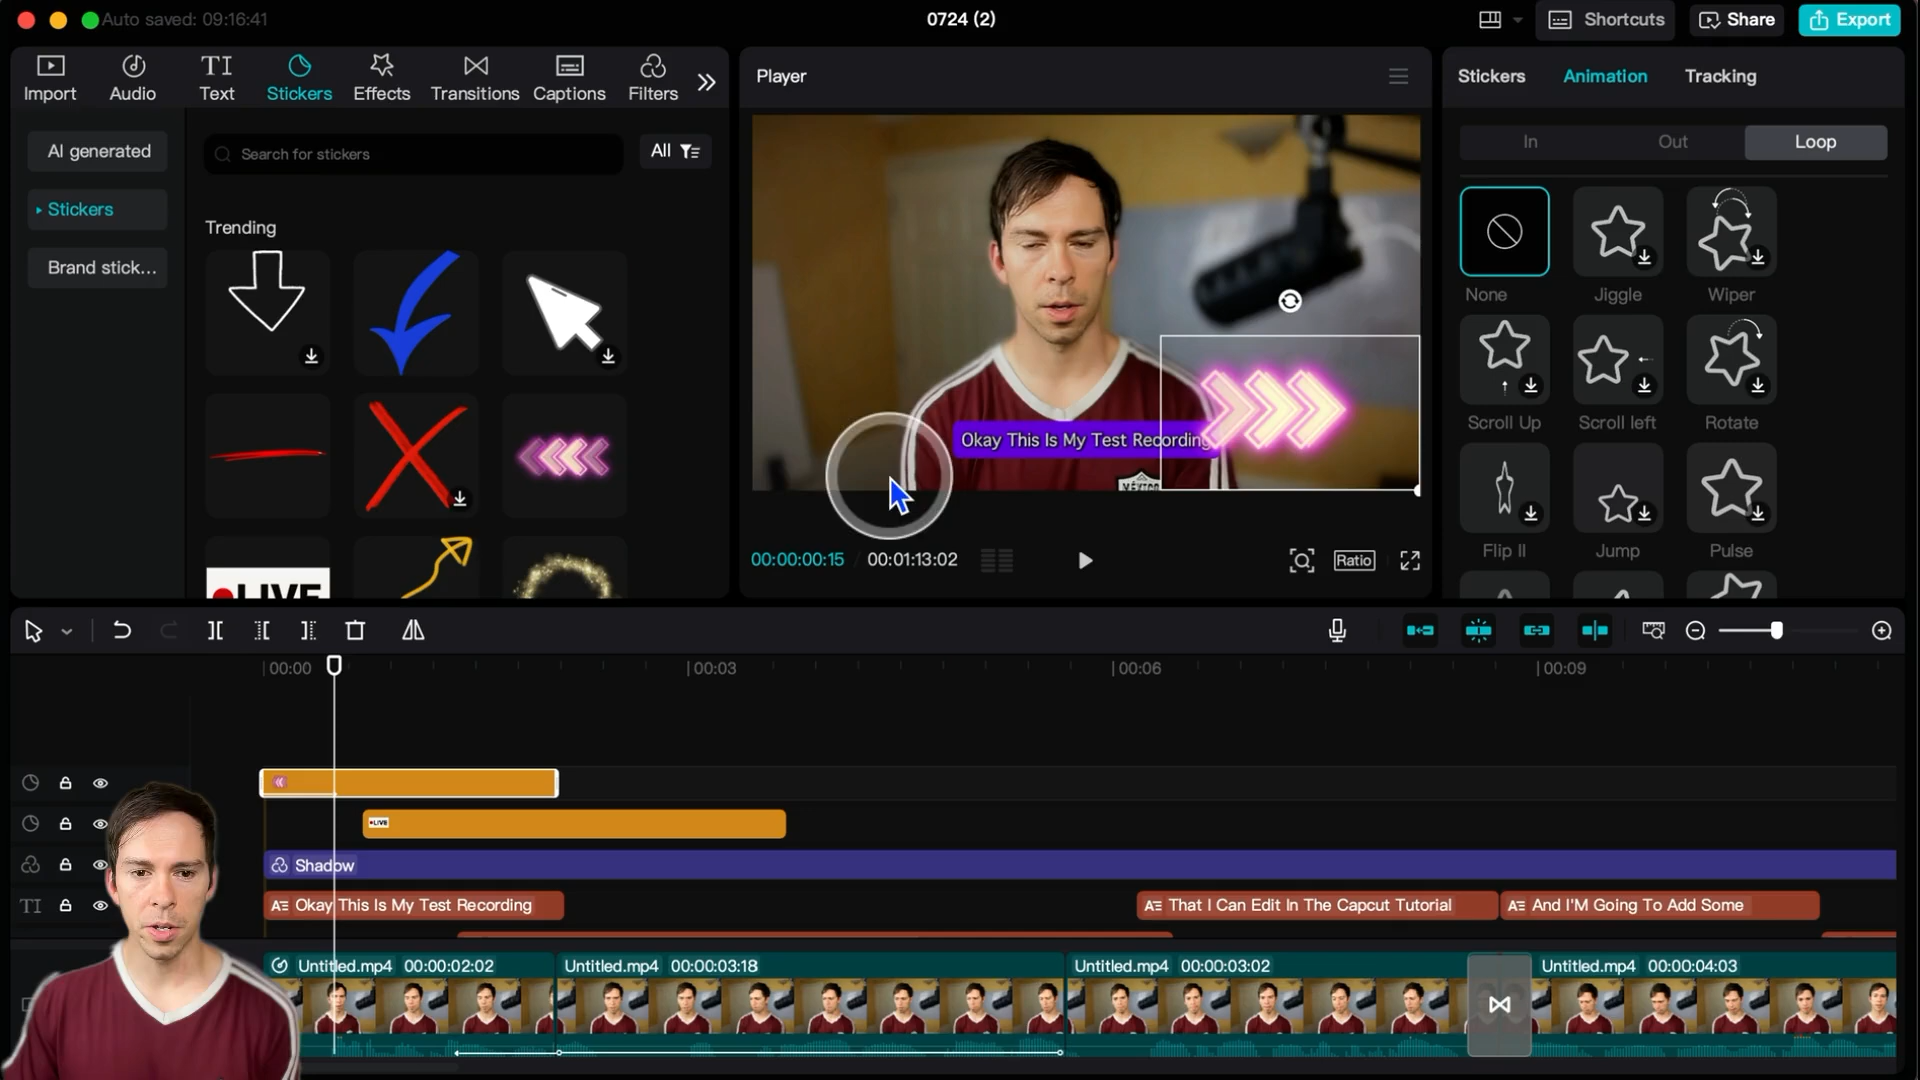 Auto saved: 09:16:41
0724 (2)
Shortcuts
Share
Export
Import
Audio
Text
Stickers
Effects
Transitions
Captions
Filters
AI generated
Stickers
Brand stick...
Search for stickers
All
Trending
LIVE
Player
Okay This Is My Test Recording
MÉXICO
00:00:00:15
00:01:13:02
Ratio
Stickers
Animation
Tracking
In
Out
Loop
None
Jiggle
Wiper
Scroll Up
Scroll left
Rotate
Flip II
Jump
Pulse
00:00
00:03
00:06
00:09
LIVE
Shadow
Okay This Is My Test Recording
That I Can Edit In The Capcut Tutorial
And I'M Going To Add Some
Untitled.mp4 00:00:02:02
Untitled.mp4 00:00:03:18
Untitled.mp4 00:00:03:02
Untitled.mp4 00:00:04:03